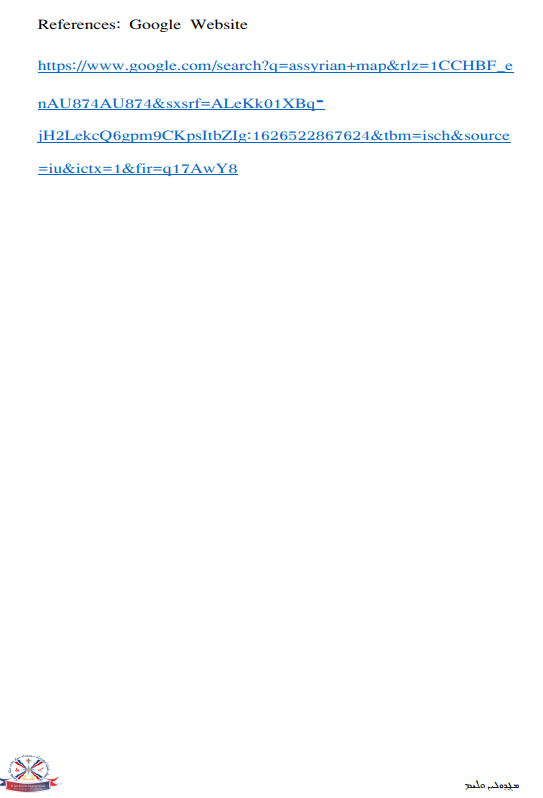 References: Google Website
https://www.google.com/search?q=assyrian+map&rlz=1CCHBF_e
nAU874AU874&sxsrf=ALeKk01XBq-
jH2LekcQ6gpm9CKpsItbZIg:1626522867624&tbm=isch&source
=iu&ictx=1&fir=q17AwY8